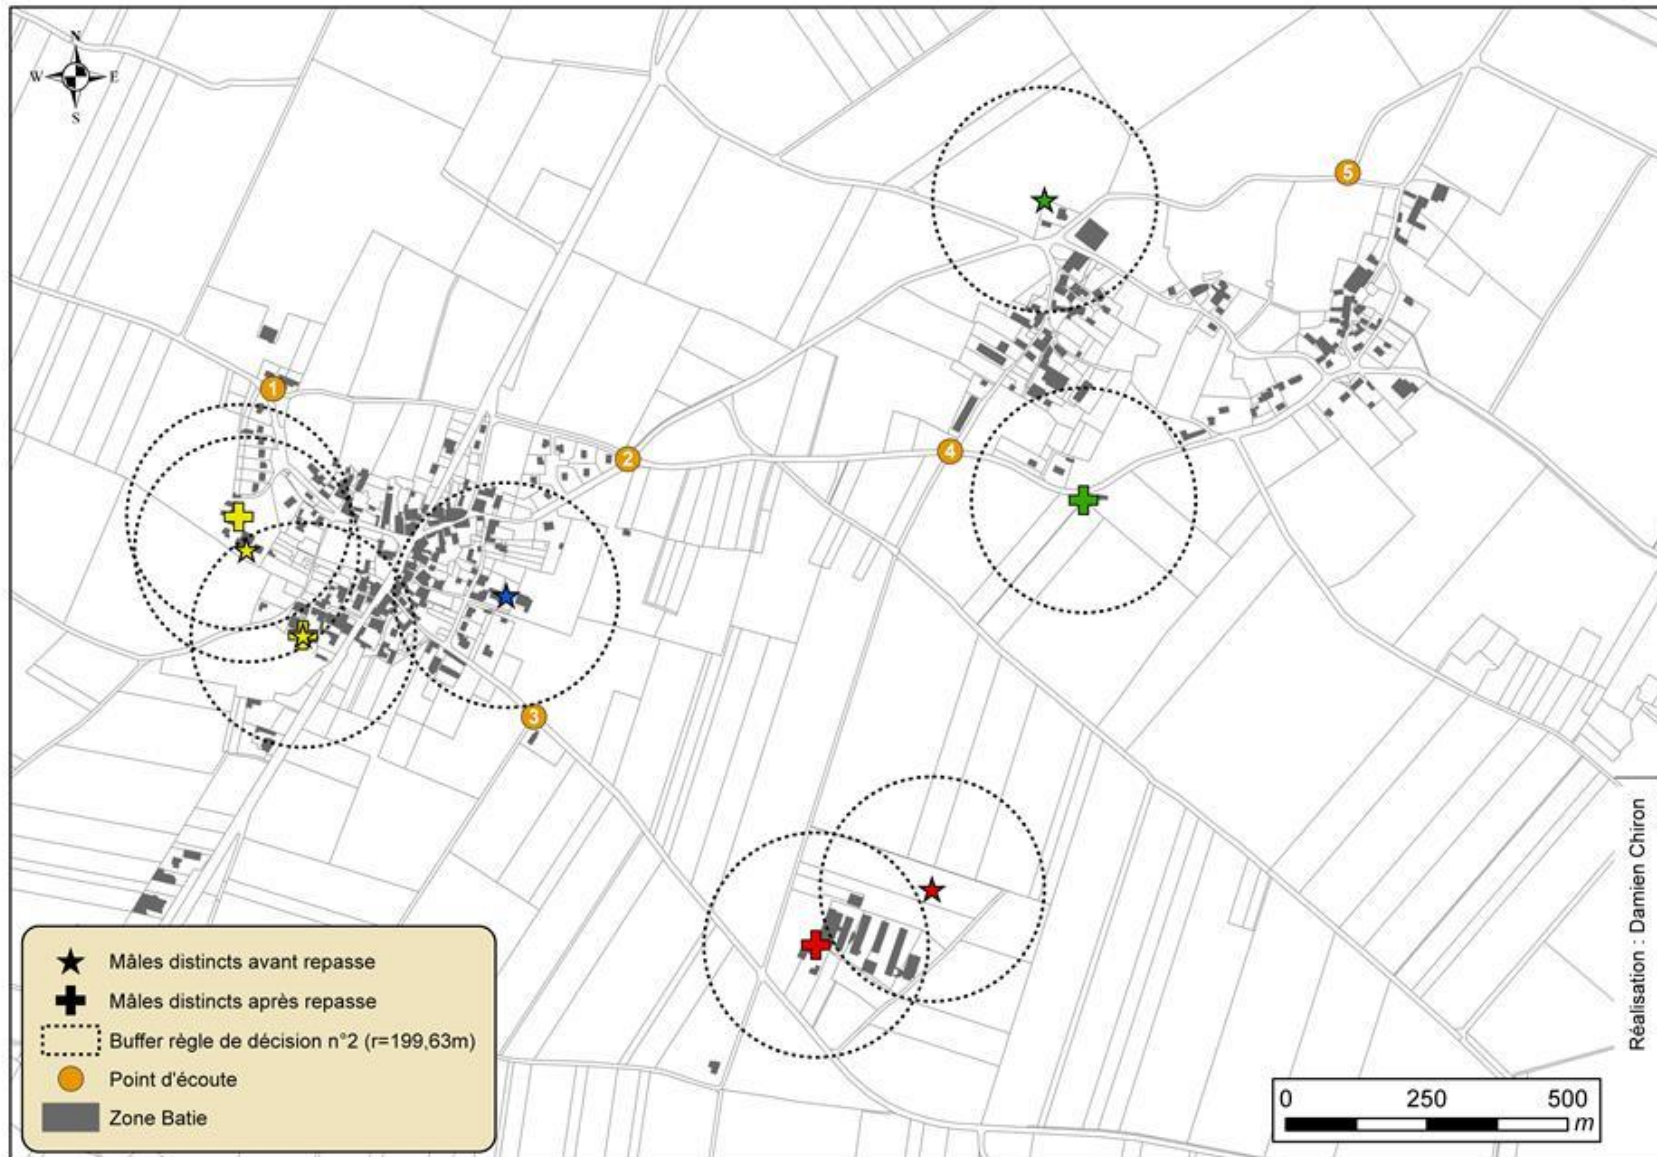 N
W E
S
5
1
2
4
3
Mâles distincts avant repasse
Mâles distincts après repasse
Buffer règle de décision n°2 (r=199,63m)
Point d'écoute
Zone Batie
0 250 500
m
Réalisation : Damien Chiron